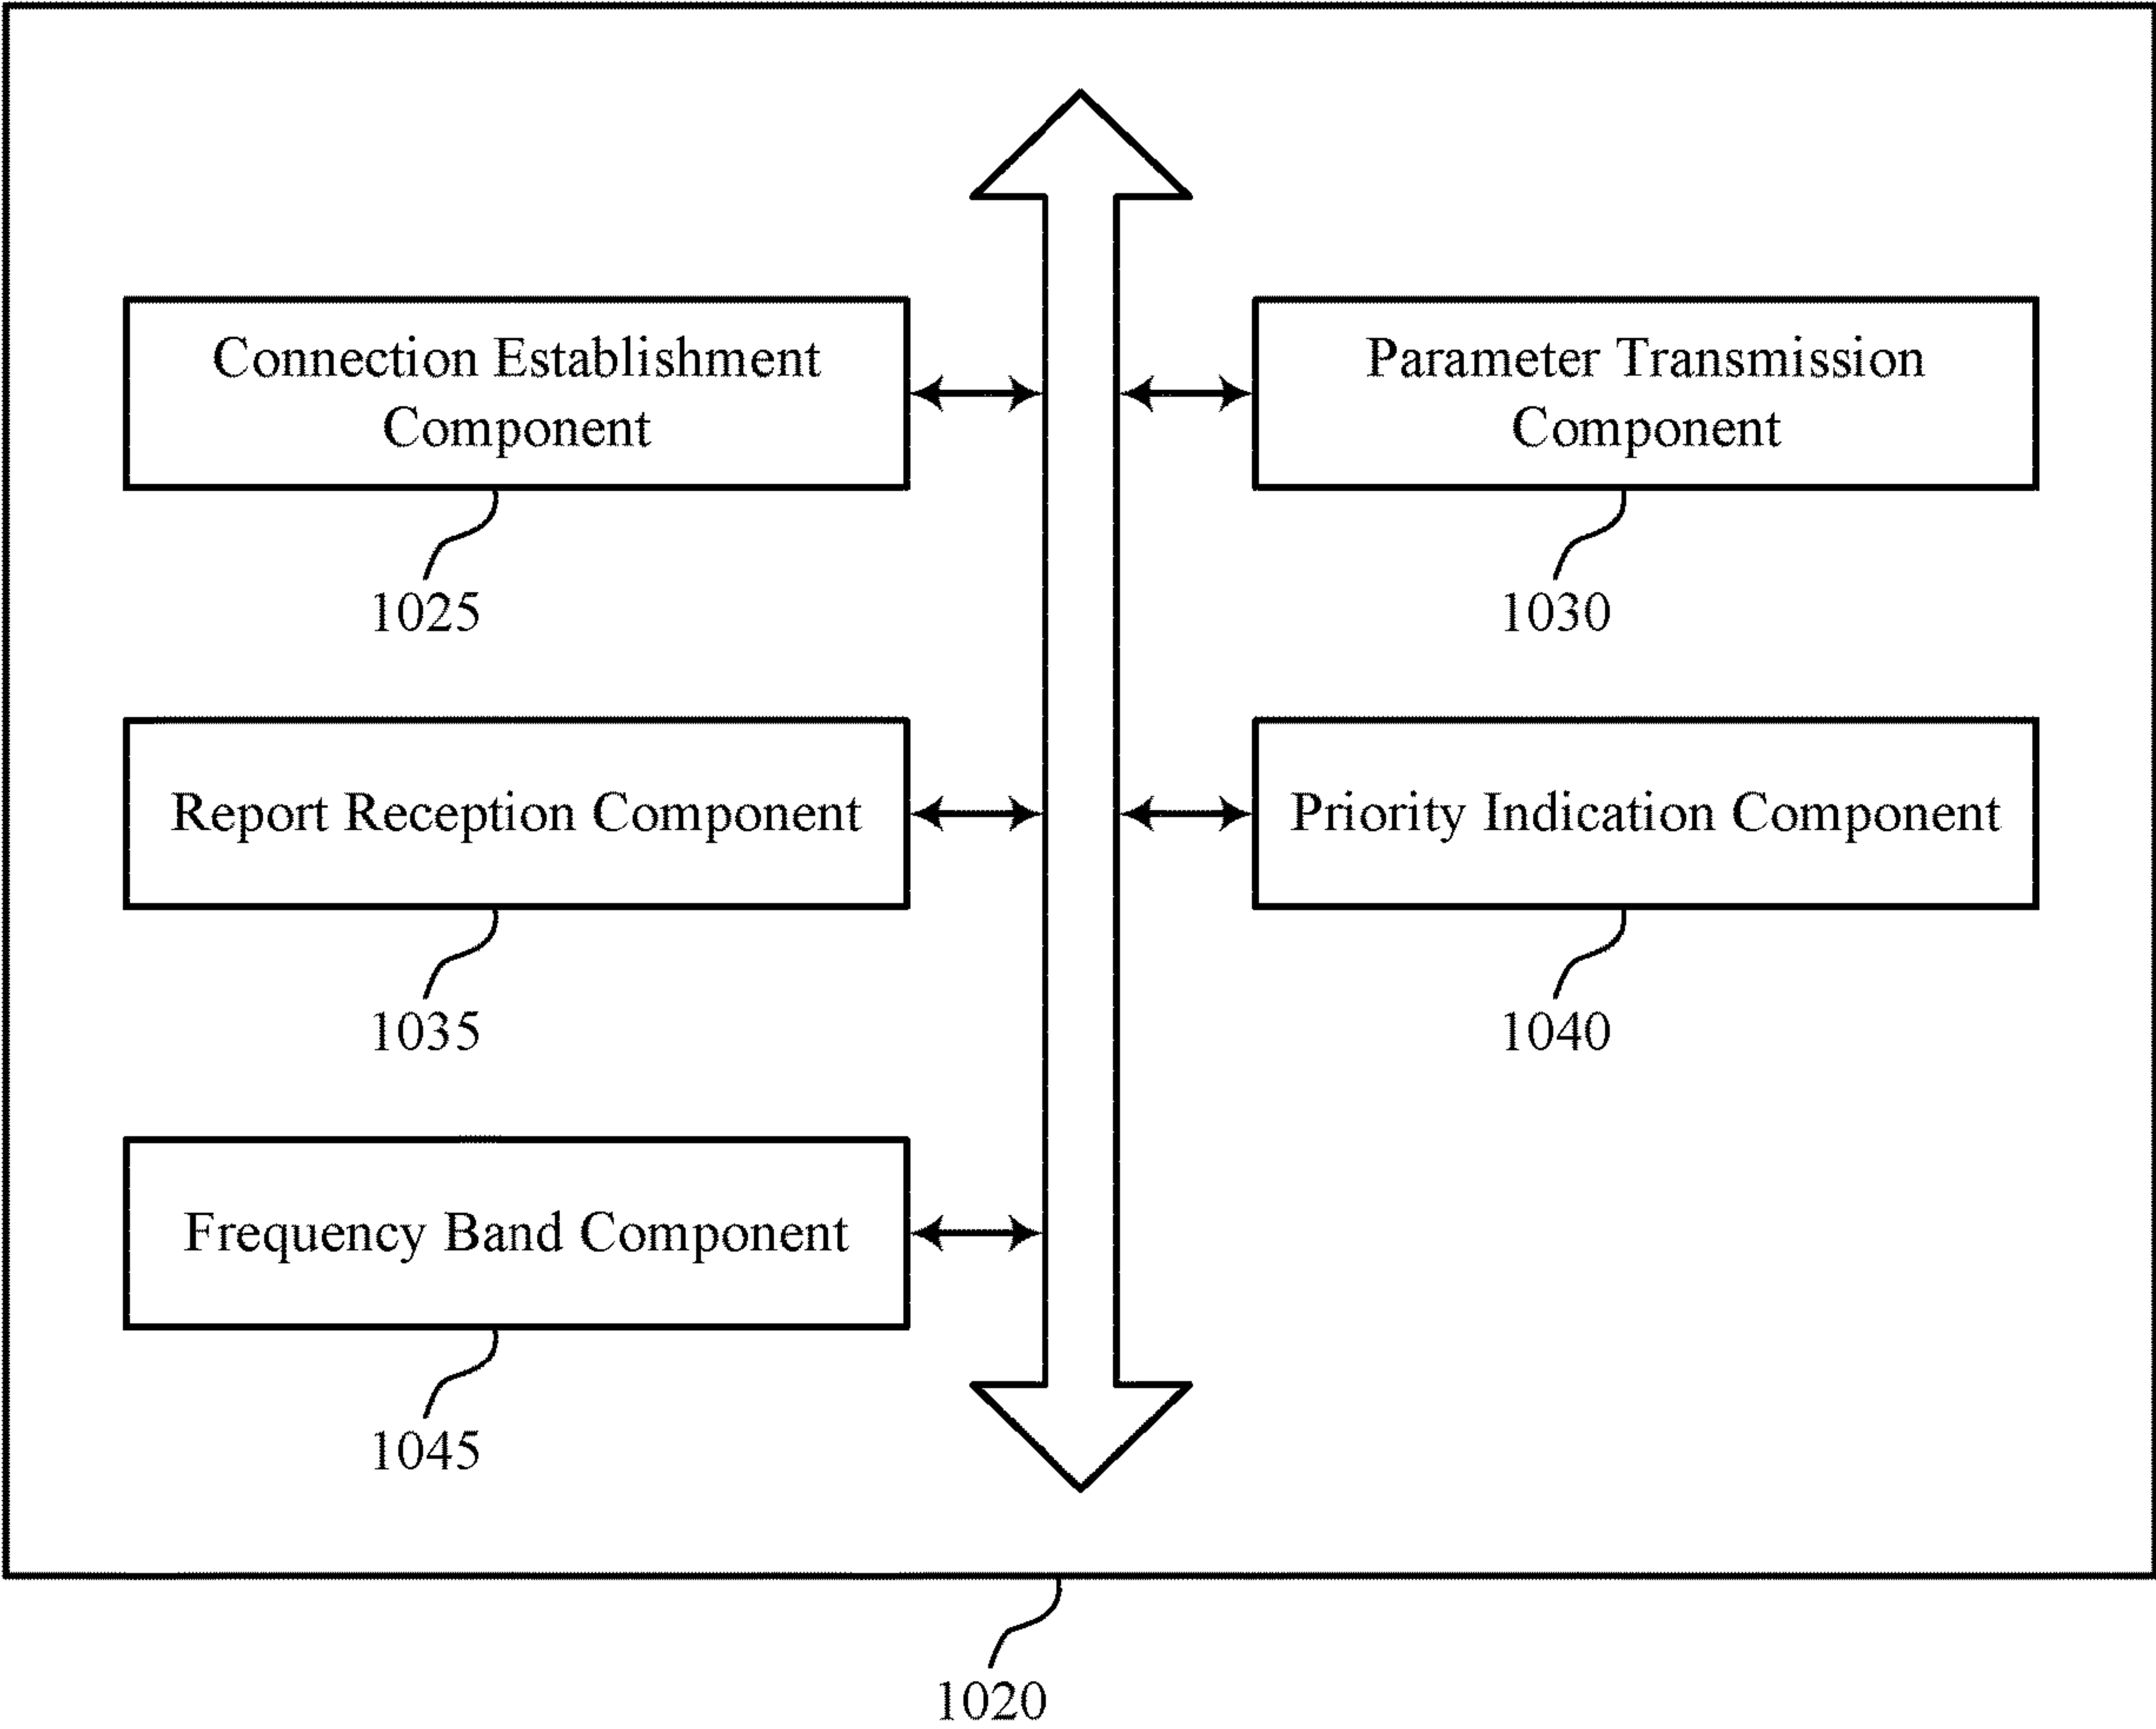 Connection Establishment
Component
1025
Parameter Transmission
Component
1030
Report Reception Component
1035
Priority Indication Component
1040
Frequency Band Component
1045
1020